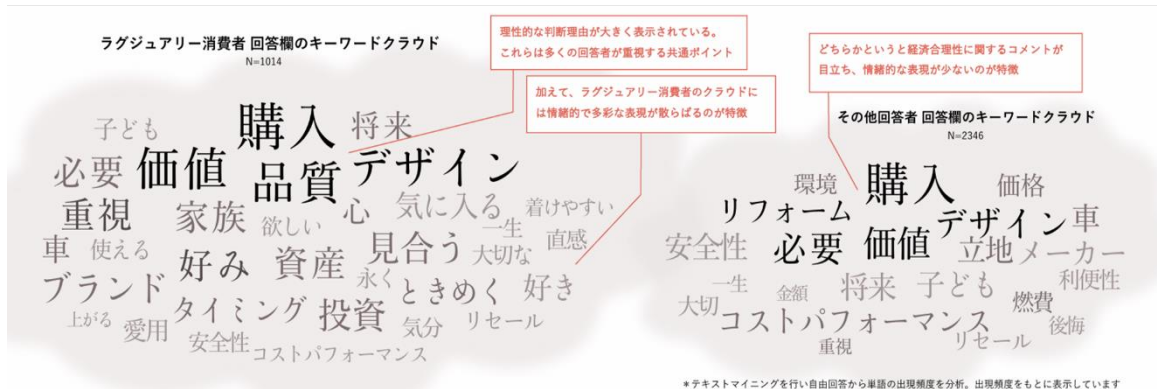 ラグジュアリー消費者 回答欄のキーワードクラウド
N=1014
理性的な判断理由が大きく表示されている。
これらは多くの回答者が重視する共通ポイント
加えて、ラグジュアリー消費者のクラウドに
は情緒的で多彩な表現が散らばるのが特徴
子ども 購入 将来
必要 価値 品質 デザイン
重視 家族 欲しい 心 気に入る 一生 着けやすい
車 使える 好み 資産 見合う 大切な 直感
ブランド タイミング 永く 投資 ときめく 好き
上がる 愛用 安全性 コストパフォーマンス 気分 リセール
どちらかというと経済合理性に関するコメントが
目立ち、情緒的な表現が少ないのが特徴
その他回答者 回答欄のキーワードクラウド
N=2346
環境 購入 価格
リフォーム デザイン 車
安全性 必要 価値 立地 メーカー
一生 金額 将来 子ども 燃費 利便性
大切 コストパフォーマンス 後悔
重視 リセール
*テキストマイニングを行い自由回答から単語の出現頻度を分析。出現頻度をもとに表示しています